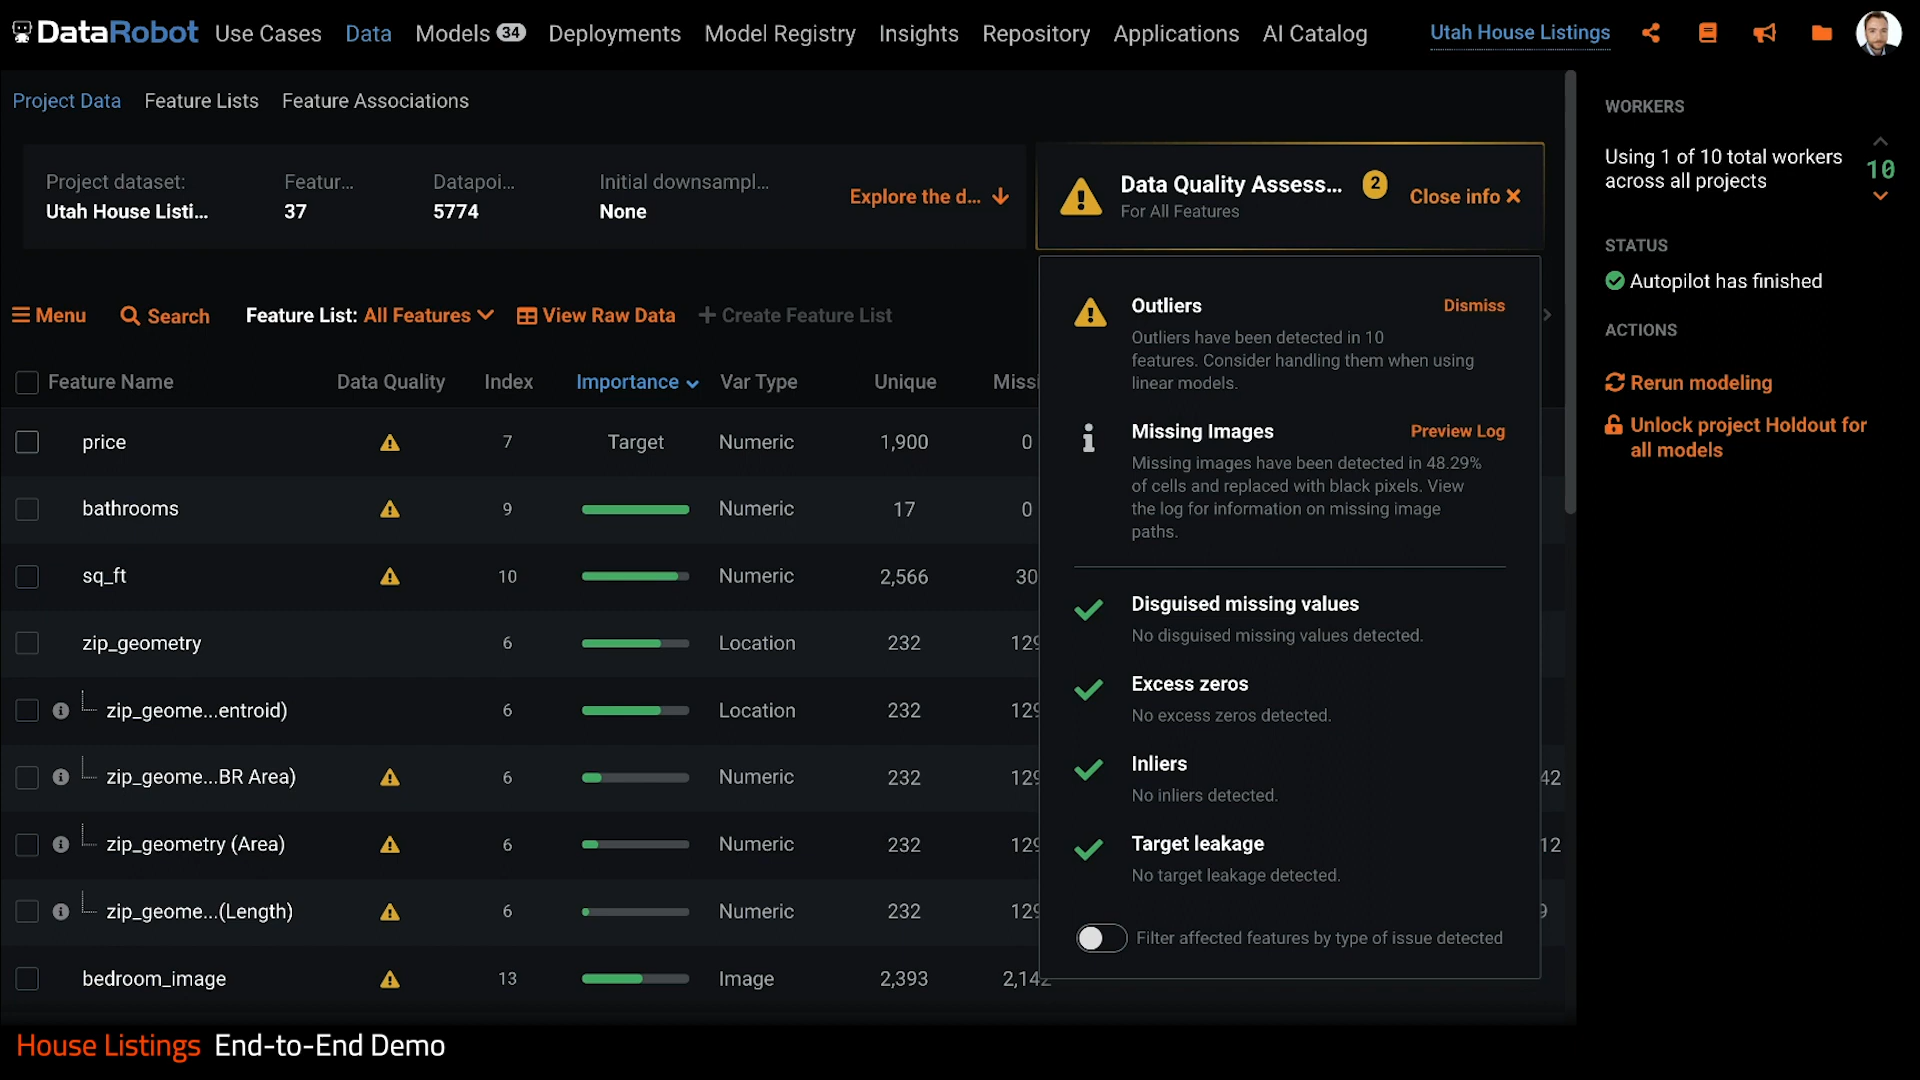 DataRobot
Use Cases
Data
Models 34
Deployments
Model Registry
Insights
Repository
Applications
AI Catalog
Utah House Listings
Project Data
Feature Lists
Feature Associations
Project dataset:
Utah House Listi...
Featur...
37
Datapoi...
5774
Initial downsampl...
None
Explore the d...
Data Quality Assess...
2
For All Features
Close info
Menu
Search
Feature List: All Features
View Raw Data
Create Feature List
Feature Name Data Quality Index Importance Var Type Unique Missi
price 7 Target Numeric 1,900 0
bathrooms 9 Numeric 17 0
sq_ft 10 Numeric 2,566 30
zip_geometry 6 Location 232 129
zip_geome...entroid) 6 Location 232 129
zip_geome...BR Area) 6 Numeric 232 129 42
zip_geometry (Area) 6 Numeric 232 129 12
zip_geome...(Length) 6 Numeric 232 129 9
bedroom_image 13 Image 2,393 2,142
Outliers
Dismiss
Outliers have been detected in 10
features. Consider handling them when using
linear models.
Missing Images
Preview Log
Missing images have been detected in 48.29%
of cells and replaced with black pixels. View
the log for information on missing image
paths.
Disguised missing values
No disguised missing values detected.
Excess zeros
No excess zeros detected.
Inliers
No inliers detected.
Target leakage
No target leakage detected.
Filter affected features by type of issue detected
WORKERS
Using 1 of 10 total workers
across all projects
10
STATUS
Autopilot has finished
ACTIONS
Rerun modeling
Unlock project Holdout for
all models
House Listings End-to-End Demo